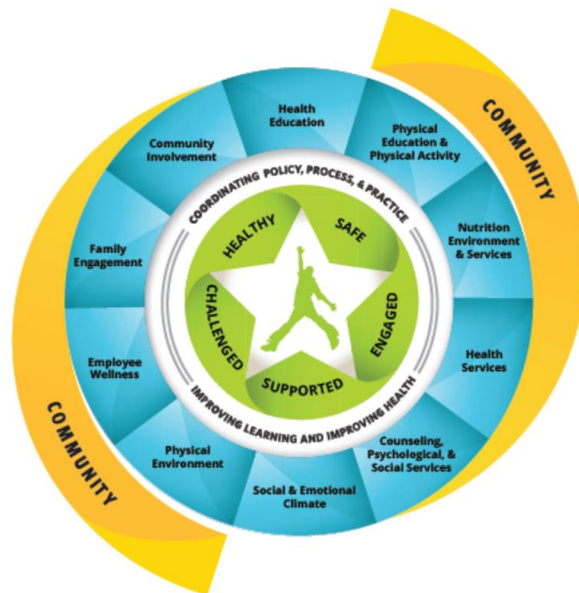 COMMUNITY
Health
Education
Physical
Education &
Physical Activity
Nutrition
Environment
& Services
Health
Services
Counseling,
Psychological, &
Social Services
Social & Emotional
Climate
Physical
Environment
Employee
Wellness
Family
Engagement
Community
Involvement
COORDINATING POLICY, PROCESS, & PRACTICE
IMPROVING LEARNING AND IMPROVING HEALTH
HEALTHY
SAFE
ENGAGED
SUPPORTED
CHALLENGED
COMMUNITY